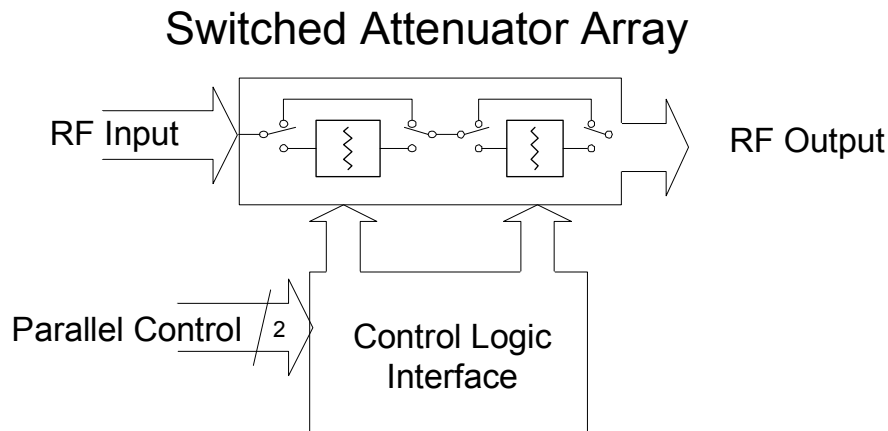 Switched Attenuator Array
RF Input
RF Output
Parallel Control
2
Control Logic
Interface